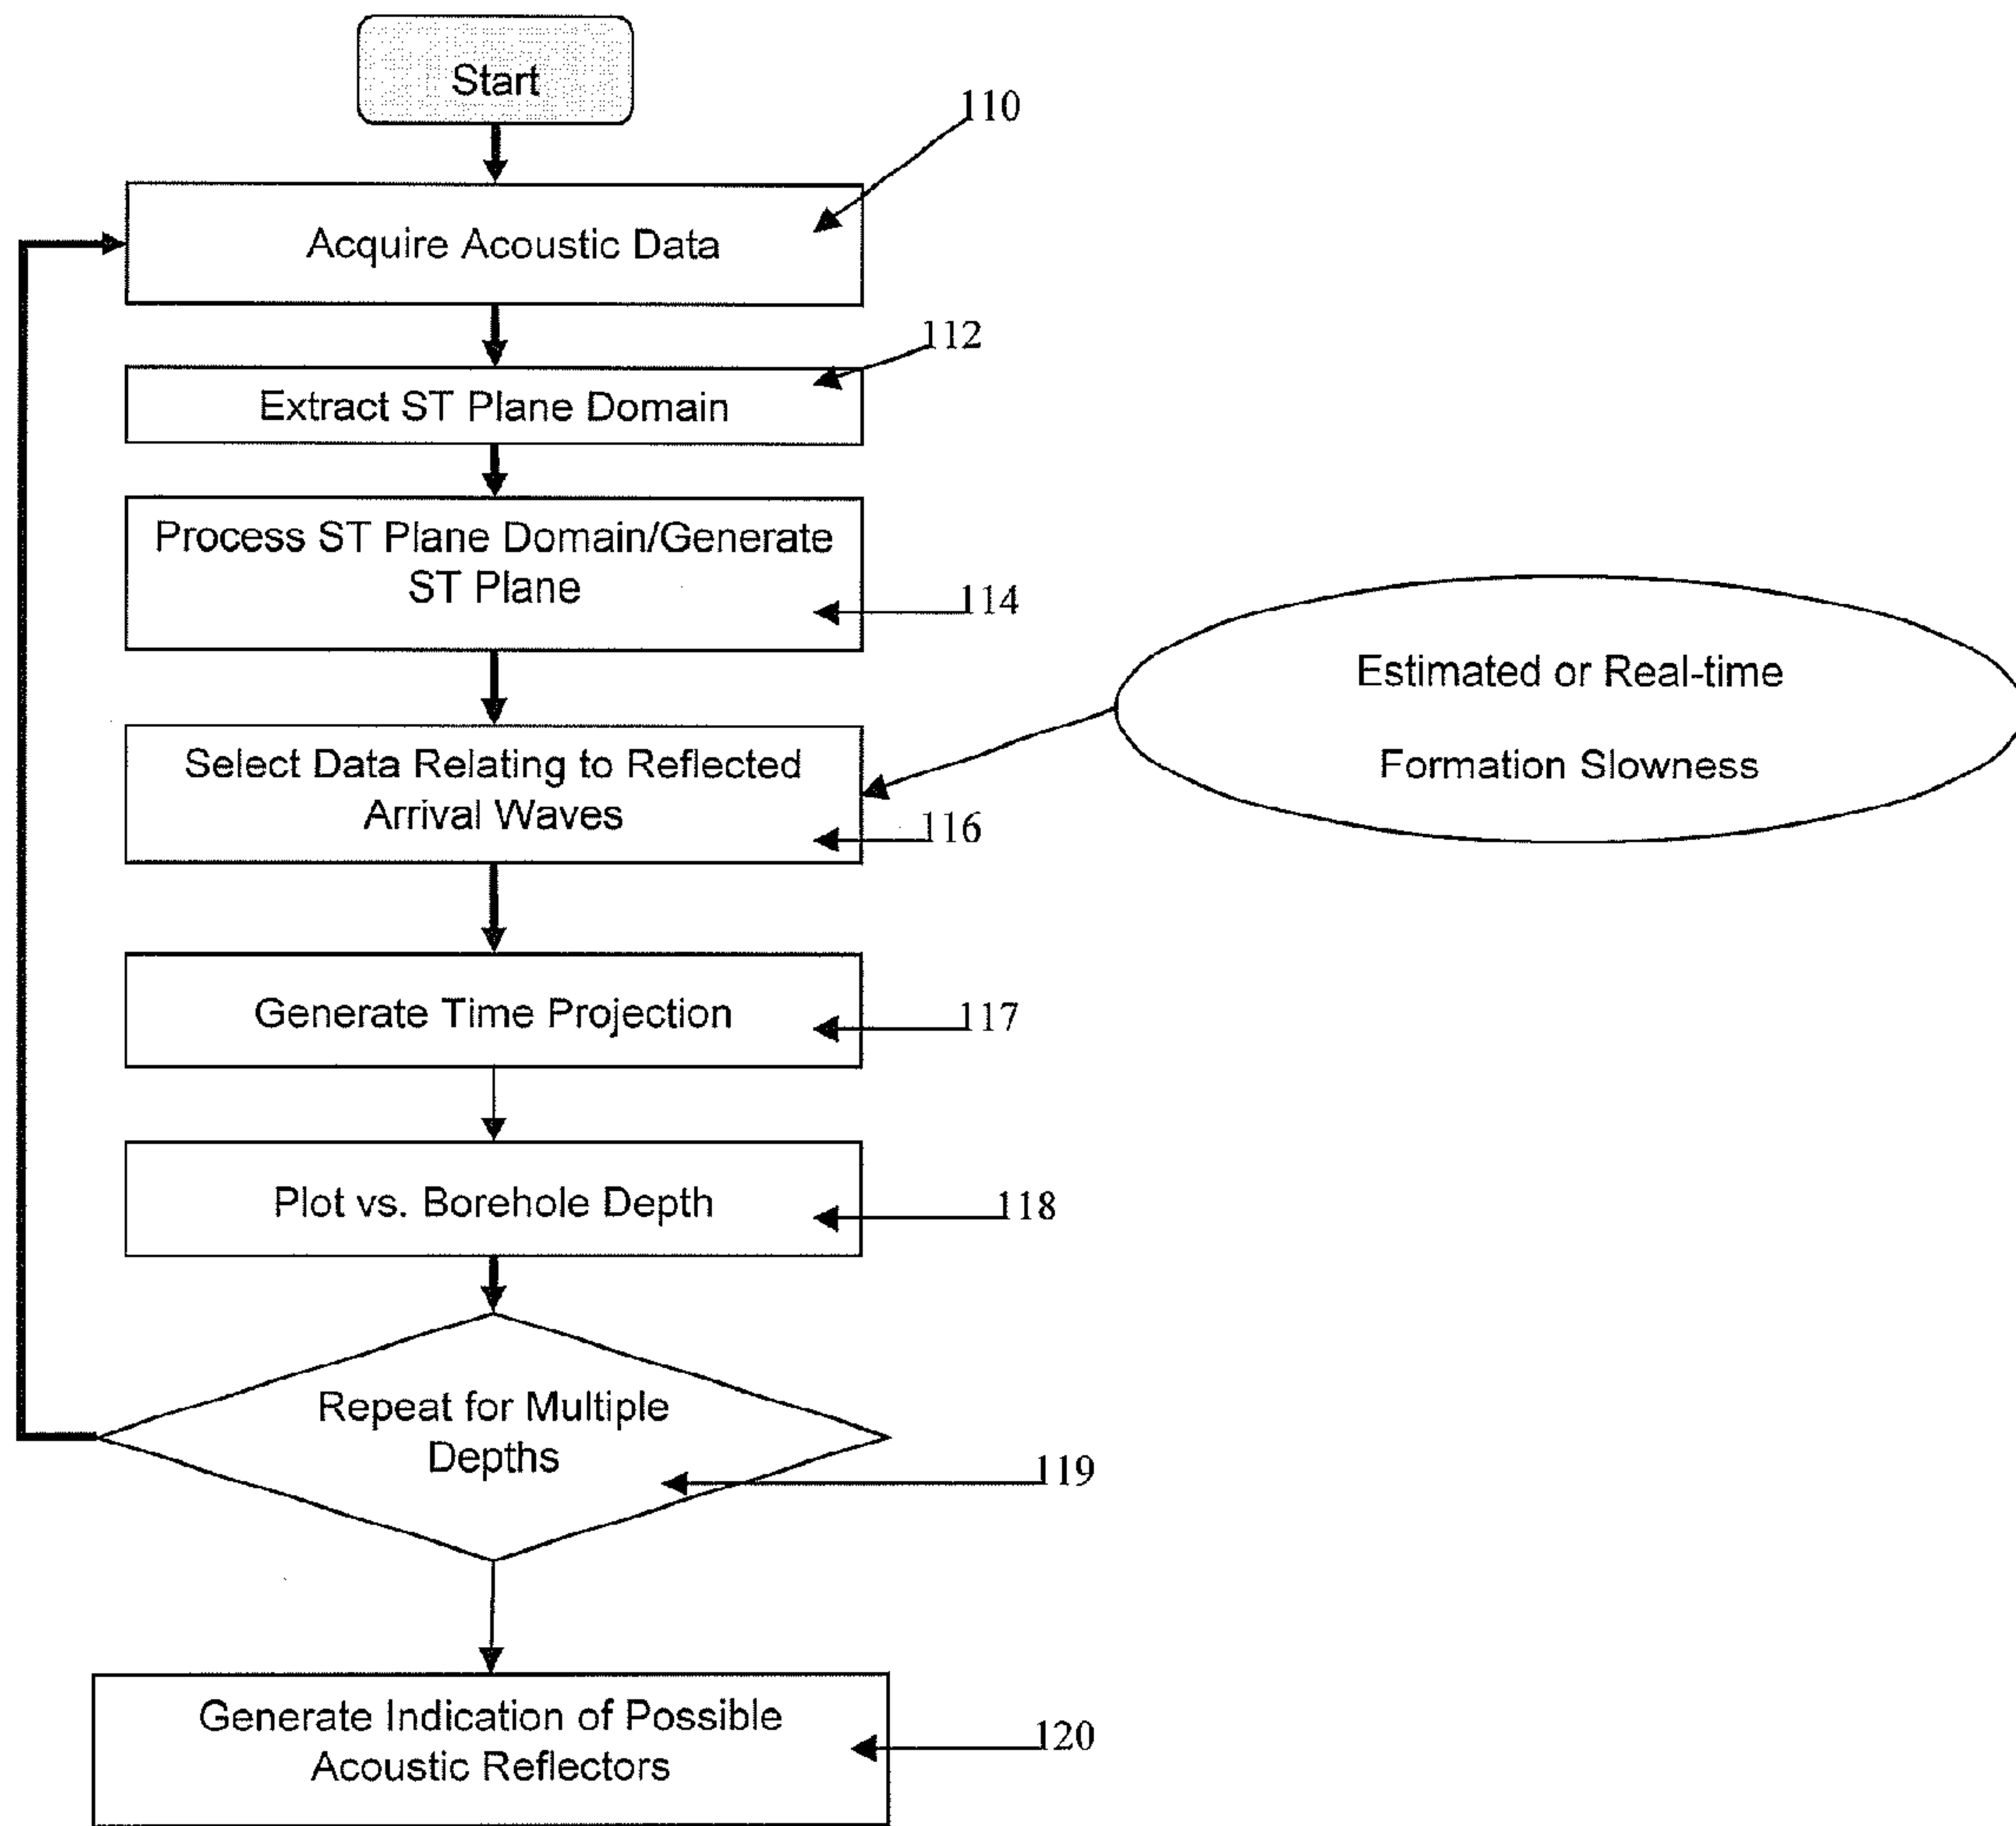 Start
110
Acquire Acoustic Data
112
Extract ST Plane Domain
Process ST Plane Domain/Generate
ST Plane
114
Estimated or Real-time
Formation Slowness
Select Data Relating to Reflected
Arrival Waves
116
Generate Time Projection
117
Plot vs. Borehole Depth
118
Repeat for Multiple
Depths
119
Generate Indication of Possible
Acoustic Reflectors
120